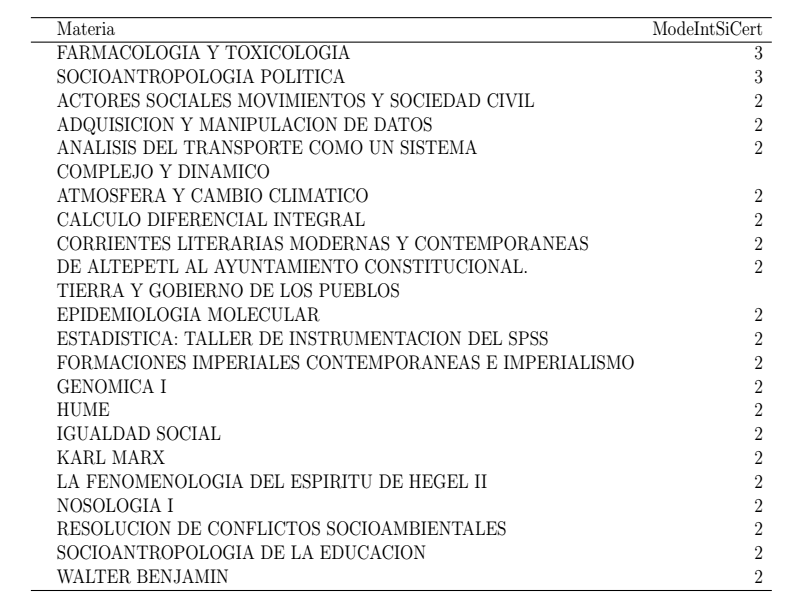 Materia ModeIntSiCert
FARMACOLOGIA Y TOXICOLOGIA 3
SOCIOANTROPOLOGIA POLITICA 3
ACTORES SOCIALES MOVIMIENTOS Y SOCIEDAD CIVIL 2
ADQUISICION Y MANIPULACION DE DATOS 2
ANALISIS DEL TRANSPORTE COMO UN SISTEMA 2
COMPLEJO Y DINAMICO
ATMOSFERA Y CAMBIO CLIMATICO 2
CALCULO DIFERENCIAL INTEGRAL 2
CORRIENTES LITERARIAS MODERNAS Y CONTEMPORANEAS 2
DE ALTEPETL AL AYUNTAMIENTO CONSTITUCIONAL. 2
TIERRA Y GOBIERNO DE LOS PUEBLOS
EPIDEMIOLOGIA MOLECULAR 2
ESTADISTICA: TALLER DE INSTRUMENTACION DEL SPSS 2
FORMACIONES IMPERIALES CONTEMPORANEAS E IMPERIALISMO 2
GENOMICA I 2
HUME 2
IGUALDAD SOCIAL 2
KARL MARX 2
LA FENOMENOLOGIA DEL ESPIRITU DE HEGEL II 2
NOSOLOGIA I 2
RESOLUCION DE CONFLICTOS SOCIOAMBIENTALES 2
SOCIOANTROPOLOGIA DE LA EDUCACION 2
WALTER BENJAMIN 2